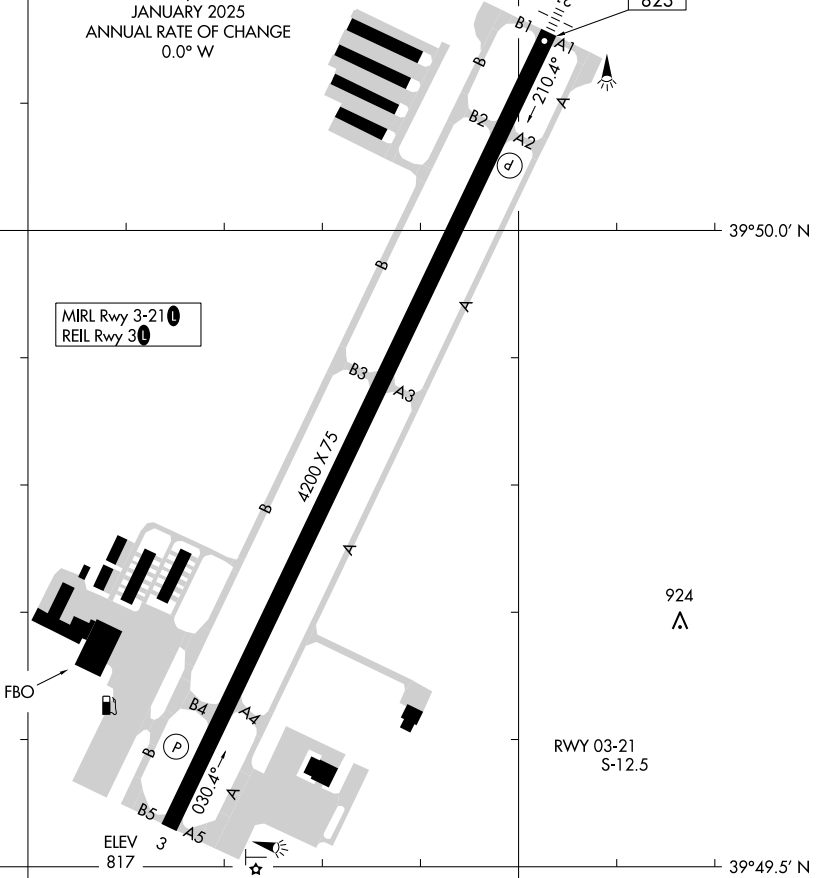 JANUARY 2025
ANNUAL RATE OF CHANGE
0.0° W
B1
A1
B
210.4°
A
B2
A2
P
39°50.0' N
B
A
MIRL Rwy 3-21 L
REIL Rwy 3 L
B3
A3
4200 X 75
B
A
924
FBO
B4
A4
B
P
030.4°
A
RWY 03-21
S-12.5
B5
A5
ELEV
817
3
39°49.5' N